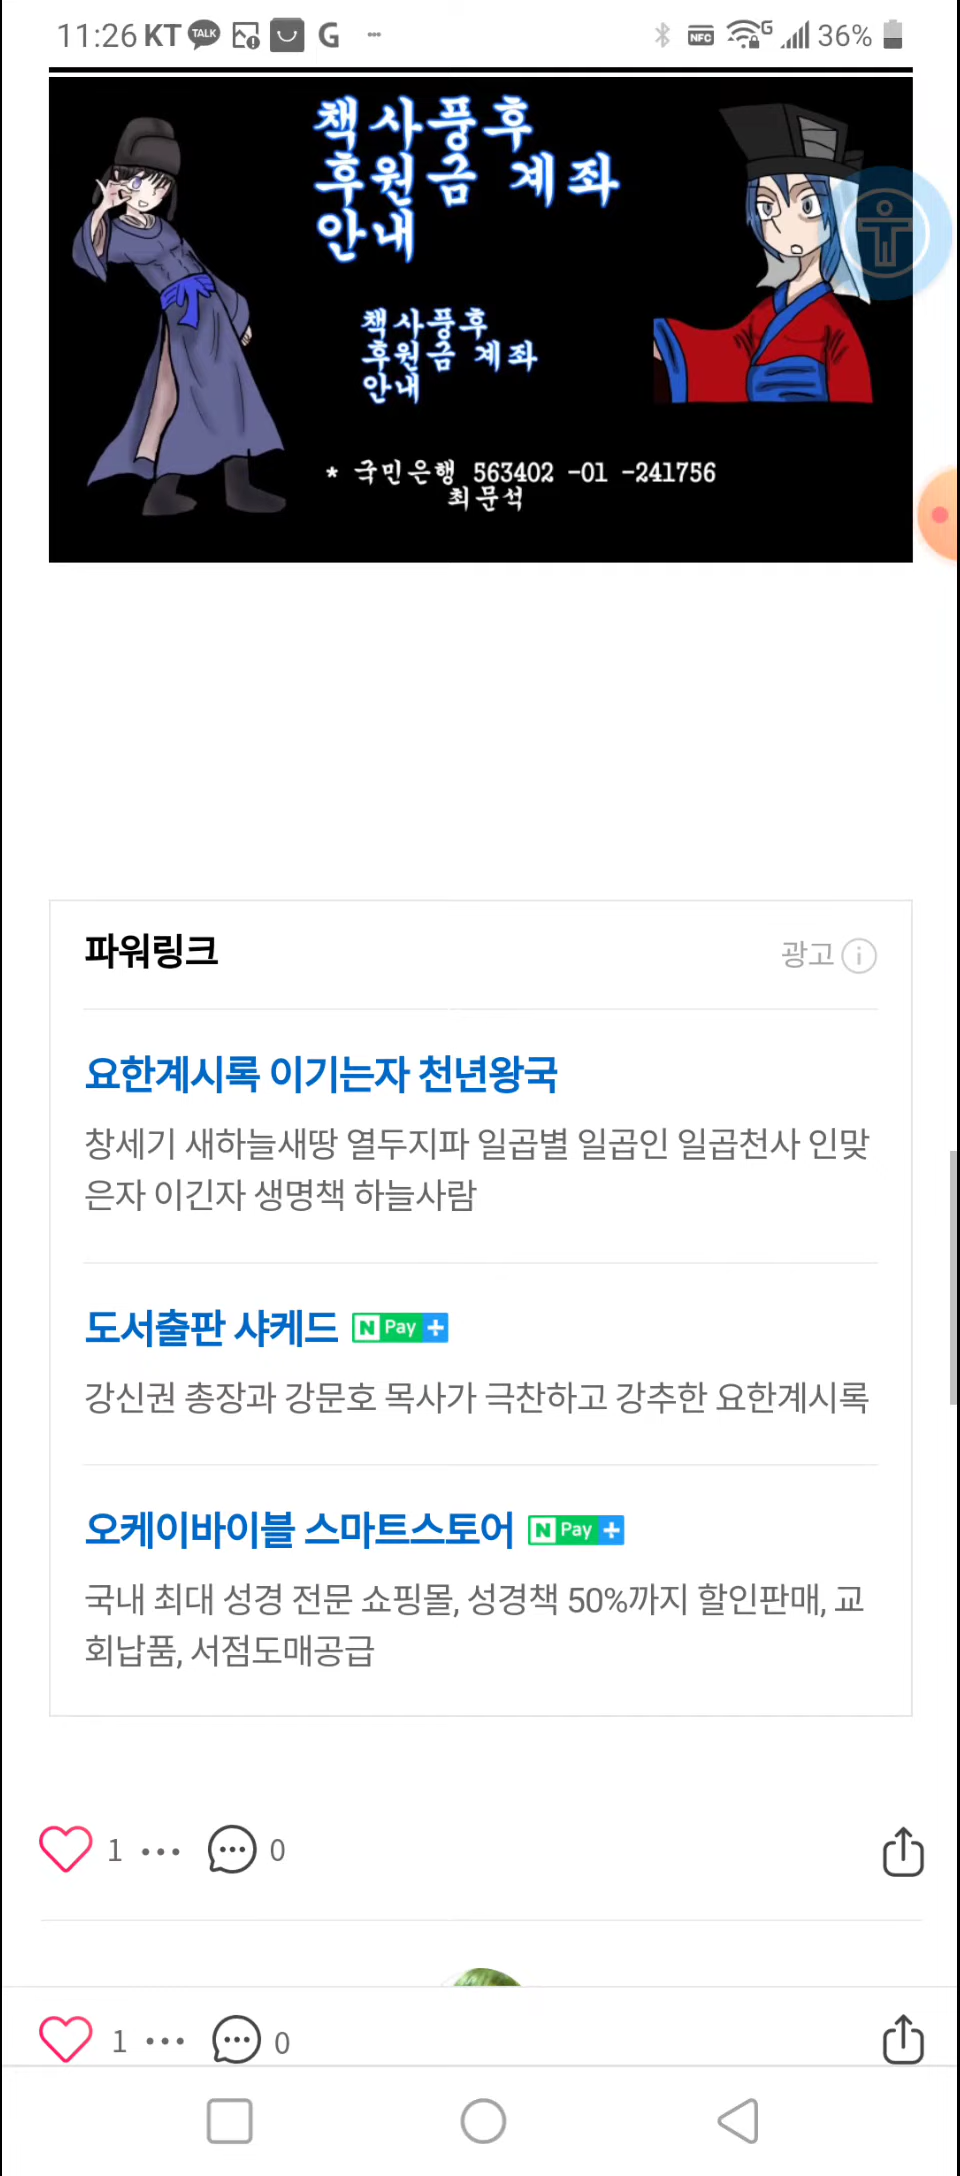 11:26 KT TALK G NFC G 36%
책사풍후
후원금 계좌
안내
책사풍후
후원금 계좌
안내
* 국민은행 563402 -01 -241756
최문석
파워링크 광고
요한계시록 이기는자 천년왕국
창세기 새하늘새땅 열두지파 일곱별 일곱인 일곱천사 인맞
은자 이긴자 생명책 하늘사람
도서출판 샤케드 N Pay +
강신권 총장과 강문호 목사가 극찬하고 강추한 요한계시록
오케이바이블 스마트스토어 N Pay +
국내 최대 성경 전문 쇼핑몰, 성경책 50%까지 할인판매, 교
회납품, 서점도매공급
1 0
1 0